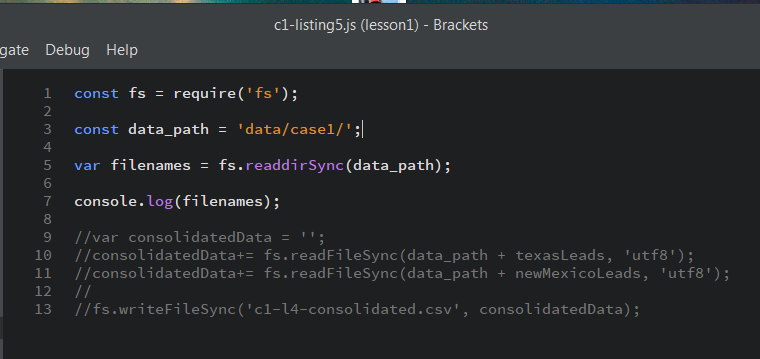 c1-listing5.js (lesson1) - Brackets
gate Debug Help
1 const fs = require('fs');
2
3 const data_path = 'data/case1/';
4
5 var filenames = fs.readdirSync(data_path);
6
7 console.log(filenames);
8
9 //var consolidatedData = '';
10 //consolidatedData+= fs.readFileSync(data_path + texasLeads, 'utf8');
11 //consolidatedData+= fs.readFileSync(data_path + newMexicoLeads, 'utf8');
12 //
13 //fs.writeFileSync('c1-l4-consolidated.csv', consolidatedData);